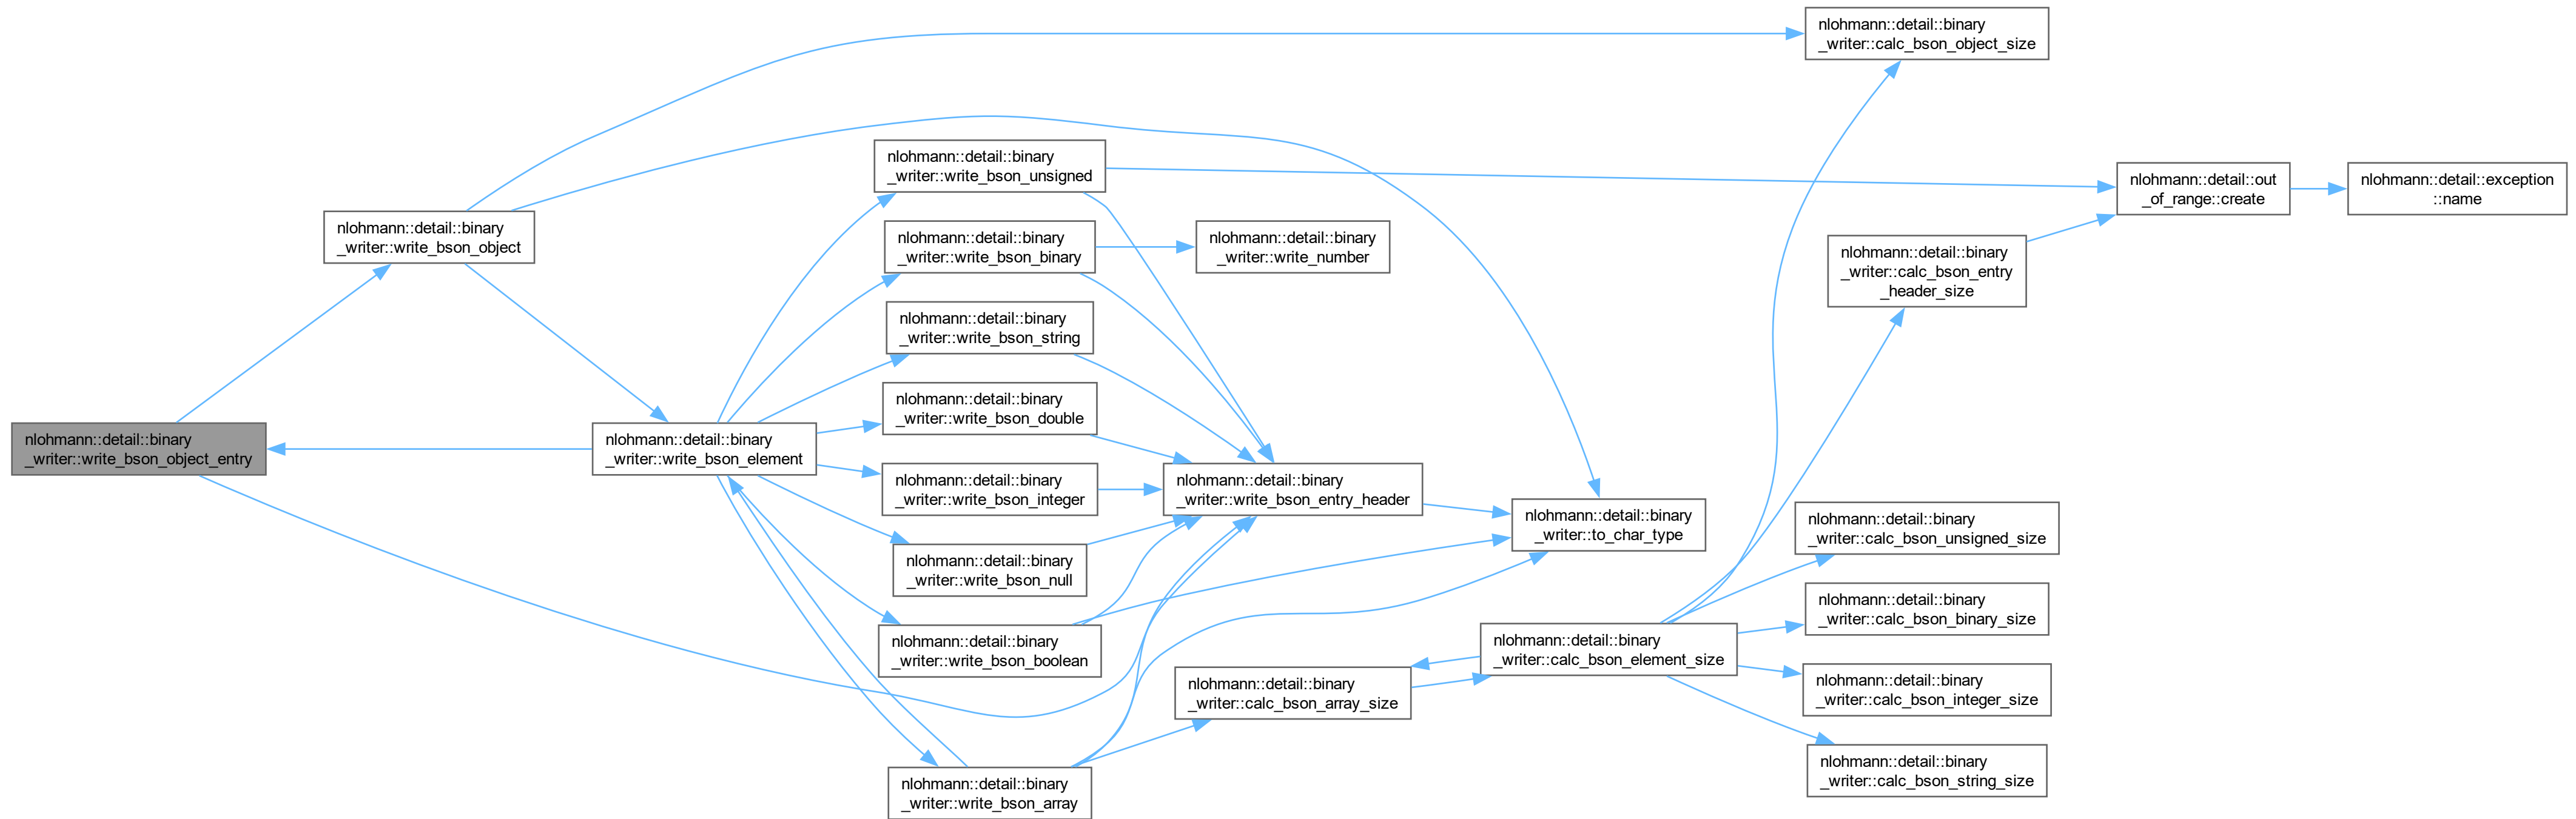 nlohmann::detail::binary
_writer::write_bson_object_entry
nlohmann::detail::binary
_writer::write_bson_object
nlohmann::detail::binary
_writer::write_bson_element
nlohmann::detail::binary
_writer::write_bson_unsigned
nlohmann::detail::binary
_writer::write_bson_binary
nlohmann::detail::binary
_writer::write_bson_string
nlohmann::detail::binary
_writer::write_bson_double
nlohmann::detail::binary
_writer::write_bson_integer
nlohmann::detail::binary
_writer::write_bson_null
nlohmann::detail::binary
_writer::write_bson_boolean
nlohmann::detail::binary
_writer::write_bson_array
nlohmann::detail::binary
_writer::write_number
nlohmann::detail::binary
_writer::write_bson_entry_header
nlohmann::detail::binary
_writer::calc_bson_array_size
nlohmann::detail::binary
_writer::to_char_type
nlohmann::detail::binary
_writer::calc_bson_element_size
nlohmann::detail::binary
_writer::calc_bson_object_size
nlohmann::detail::binary
_writer::calc_bson_entry
_header_size
nlohmann::detail::binary
_writer::calc_bson_unsigned_size
nlohmann::detail::binary
_writer::calc_bson_binary_size
nlohmann::detail::binary
_writer::calc_bson_integer_size
nlohmann::detail::binary
_writer::calc_bson_string_size
nlohmann::detail::out
_of_range::create
nlohmann::detail::exception
::name